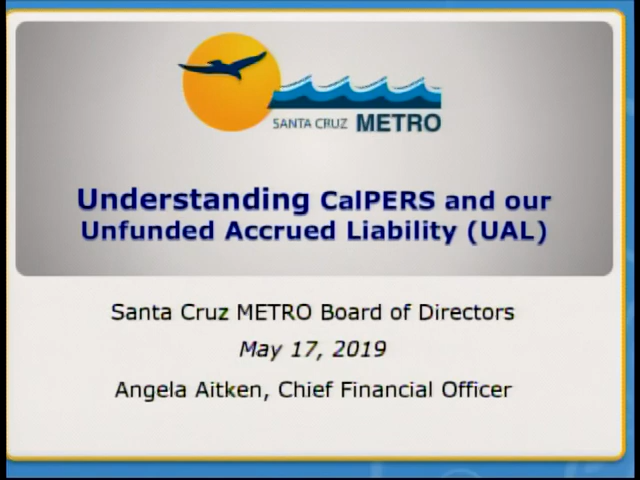 SANTA CRUZ METRO
Understanding CalPERS and our
Unfunded Accrued Liability (UAL)
Santa Cruz METRO Board of Directors
May 17, 2019
Angela Aitken, Chief Financial Officer